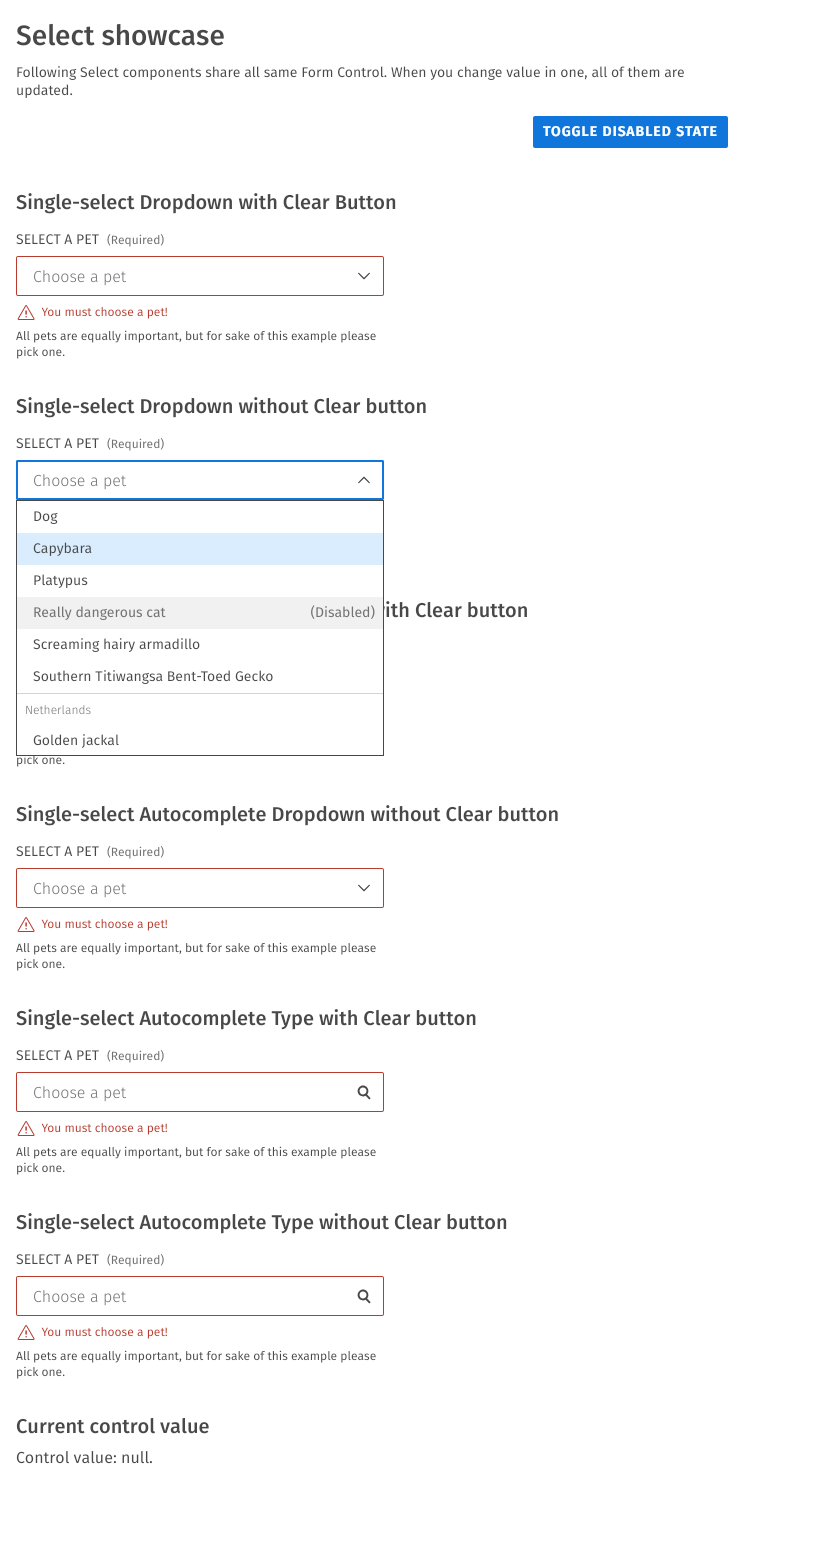 Select showcase
Following Select components share all same Form Control. When you change value in one, all of them are
updated.
TOGGLE DISABLED STATE
Single-select Dropdown with Clear Button
SELECT A PET (Required)
Choose a pet
You must choose a pet!
All pets are equally important, but for sake of this example please
pick one.
Single-select Dropdown without Clear button
SELECT A PET (Required)
Choose a pet
Dog
Capybara
Platypus
Really dangerous cat (Disabled)
with Clear button
Screaming hairy armadillo
Southern Titiwangsa Bent-Toed Gecko
Netherlands
Golden jackal
pick one.
Single-select Autocomplete Dropdown without Clear button
SELECT A PET (Required)
Choose a pet
You must choose a pet!
All pets are equally important, but for sake of this example please
pick one.
Single-select Autocomplete Type with Clear button
SELECT A PET (Required)
Choose a pet
You must choose a pet!
All pets are equally important, but for sake of this example please
pick one.
Single-select Autocomplete Type without Clear button
SELECT A PET (Required)
Choose a pet
You must choose a pet!
All pets are equally important, but for sake of this example please
pick one.
Current control value
Control value: null.